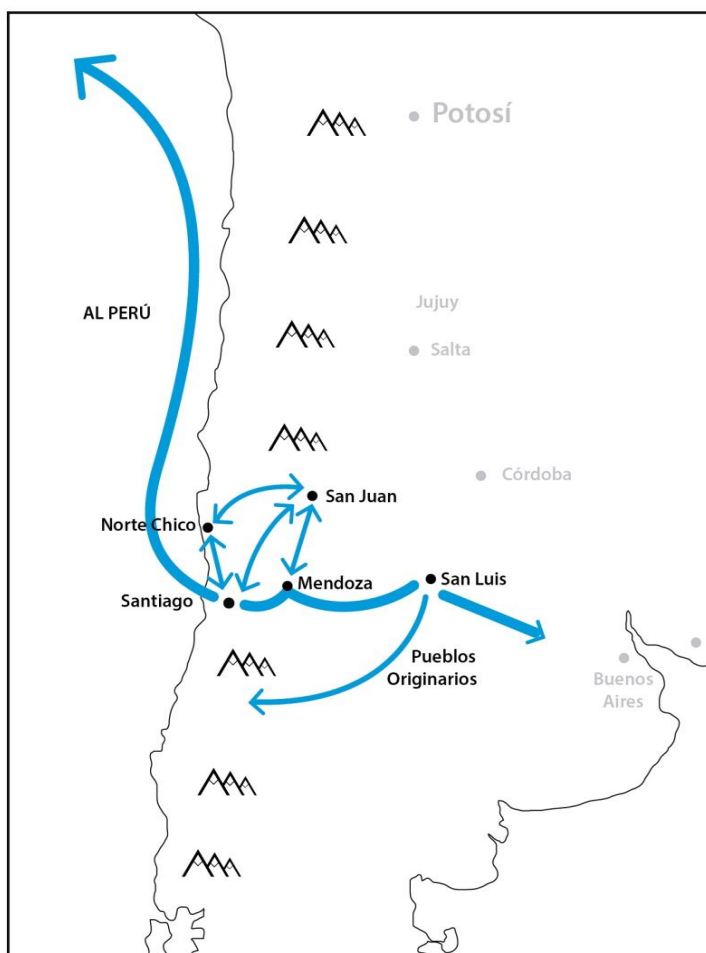 Potosí
Jujuy
AL PERÚ
Salta
Córdoba
San Juan
Norte Chico
Mendoza
San Luis
Santiago
Pueblos
Originarios
Buenos
Aires